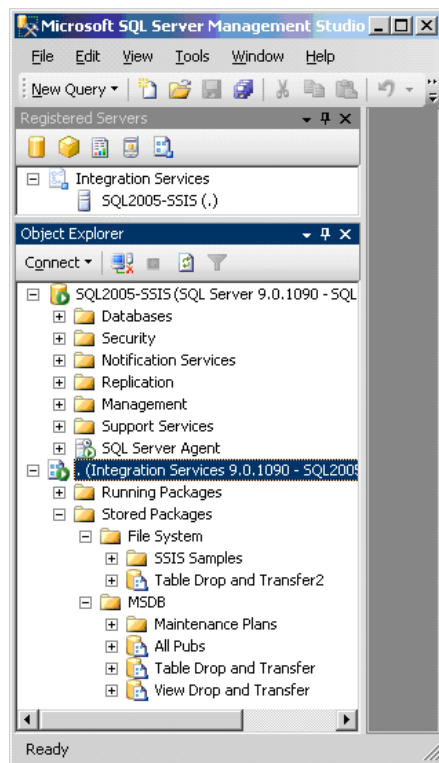 Microsoft SQL Server Management Studio
File Edit View Tools Window Help
New Query
Registered Servers
Integration Services
SQL2005-SSIS (.)
Object Explorer
Connect
SQL2005-SSIS (SQL Server 9.0.1090 - SQL
Databases
Security
Notification Services
Replication
Management
Support Services
SQL Server Agent
. (Integration Services 9.0.1090 - SQL2005
Running Packages
Stored Packages
File System
SSIS Samples
Table Drop and Transfer2
MSDB
Maintenance Plans
All Pubs
Table Drop and Transfer
View Drop and Transfer
Ready